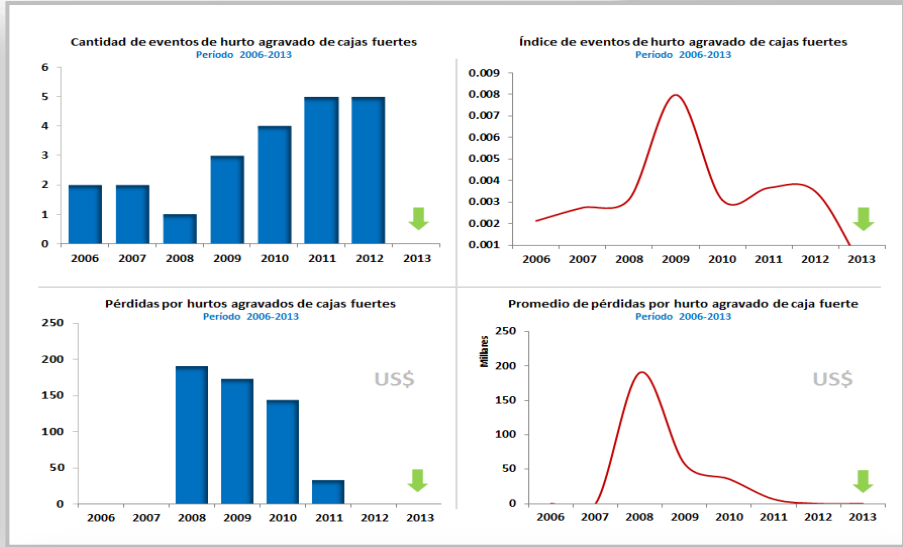 Cantidad de eventos de hurto agravado de cajas fuertes
Período 2006-2013
6
5
4
3
2
1
0
2006 2007 2008 2009 2010 2011 2012 2013
Índice de eventos de hurto agravado de cajas fuertes
Período 2006-2013
0.009
0.008
0.007
0.006
0.005
0.004
0.003
0.002
0.001
2006 2007 2008 2009 2010 2011 2012 2013
Pérdidas por hurtos agravados de cajas fuertes
Período 2006-2013
250
200
US$
150
100
50
0
2006 2007 2008 2009 2010 2011 2012 2013
Promedio de pérdidas por hurto agravado de caja fuerte
Período 2006-2013
Millares
250
200
US$
150
100
50
0
2006 2007 2008 2009 2010 2011 2012 2013